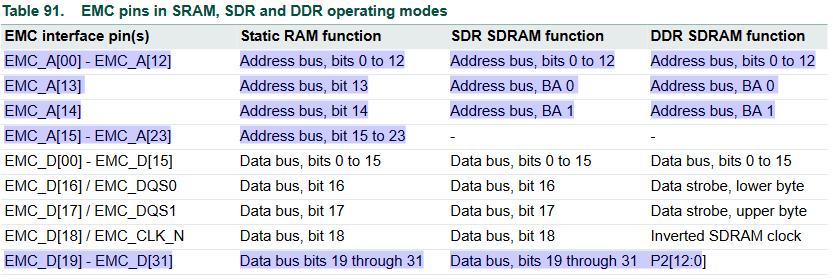 Table 91. EMC pins in SRAM, SDR and DDR operating modes
EMC interface pin(s) Static RAM function SDR SDRAM function DDR SDRAM function
EMC_A[00] - EMC_A[12] Address bus, bits 0 to 12 Address bus, bits 0 to 12 Address bus, bits 0 to 12
EMC_A[13] Address bus, bit 13 Address bus, BA 0 Address bus, BA 0
EMC_A[14] Address bus, bit 14 Address bus, BA 1 Address bus, BA 1
EMC_A[15] - EMC_A[23] Address bus, bit 15 to 23 - -
EMC_D[00] - EMC_D[15] Data bus, bits 0 to 15 Data bus, bits 0 to 15 Data bus, bits 0 to 15
EMC_D[16] / EMC_DQS0 Data bus, bit 16 Data bus, bit 16 Data strobe, lower byte
EMC_D[17] / EMC_DQS1 Data bus, bit 17 Data bus, bit 17 Data strobe, upper byte
EMC_D[18] / EMC_CLK_N Data bus, bit 18 Data bus, bit 18 Inverted SDRAM clock
EMC_D[19] - EMC_D[31] Data bus bits 19 through 31 Data bus, bits 19 through 31 P2[12:0]